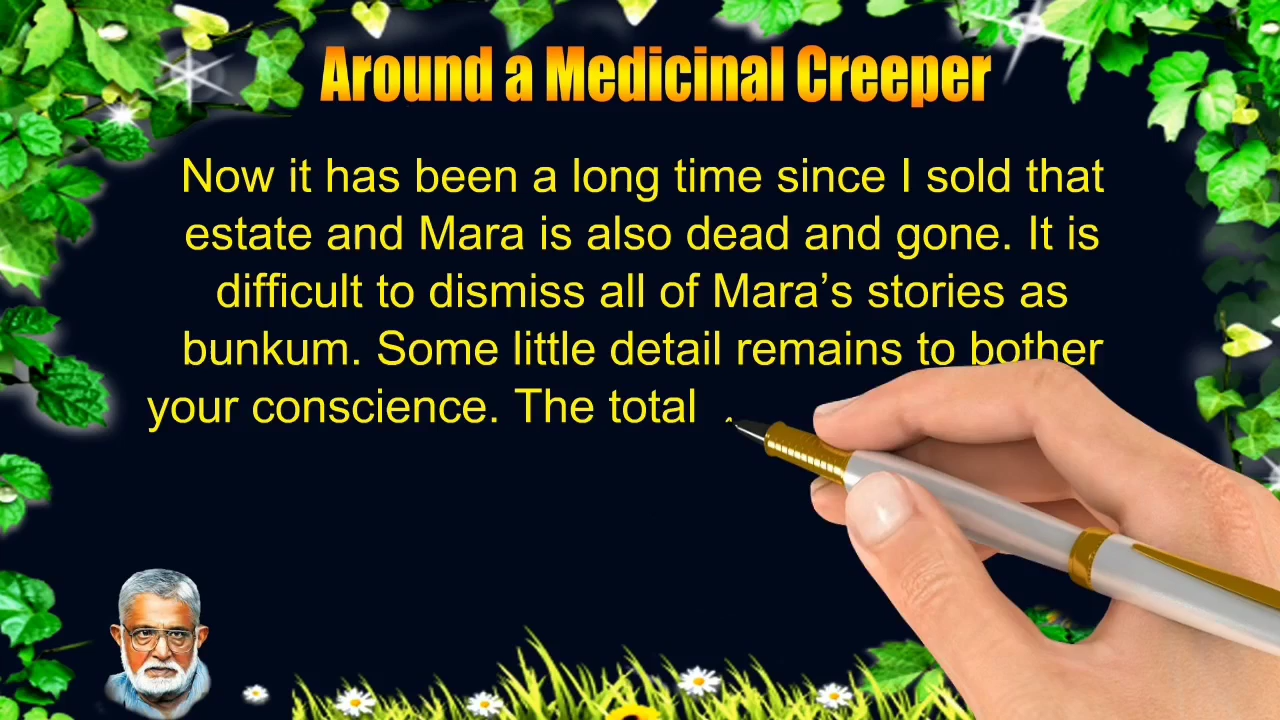 Around a Medicinal Creeper
Now it has been a long time since I sold that
estate and Mara is also dead and gone. It is
difficult to dismiss all of Mara’s stories as
bunkum. Some little detail remains to bother
your conscience. The total